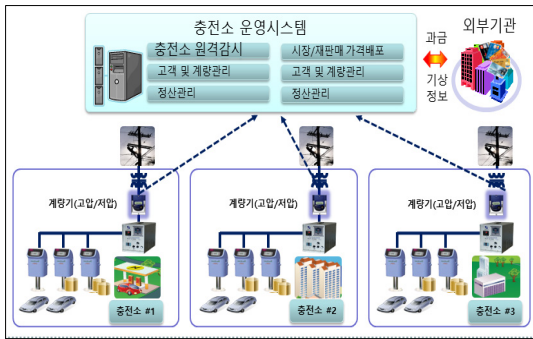 충전소 운영시스템
충전소 원격감시
고객 및 계량관리
정산관리
시장/재판매 가격배포
고객 및 계량관리
정산관리
과금
기상
정보
외부기관
계량기(고압/저압)
충전소 #1
계량기(고압/저압)
충전소 #2
계량기(고압/저압)
충전소 #3